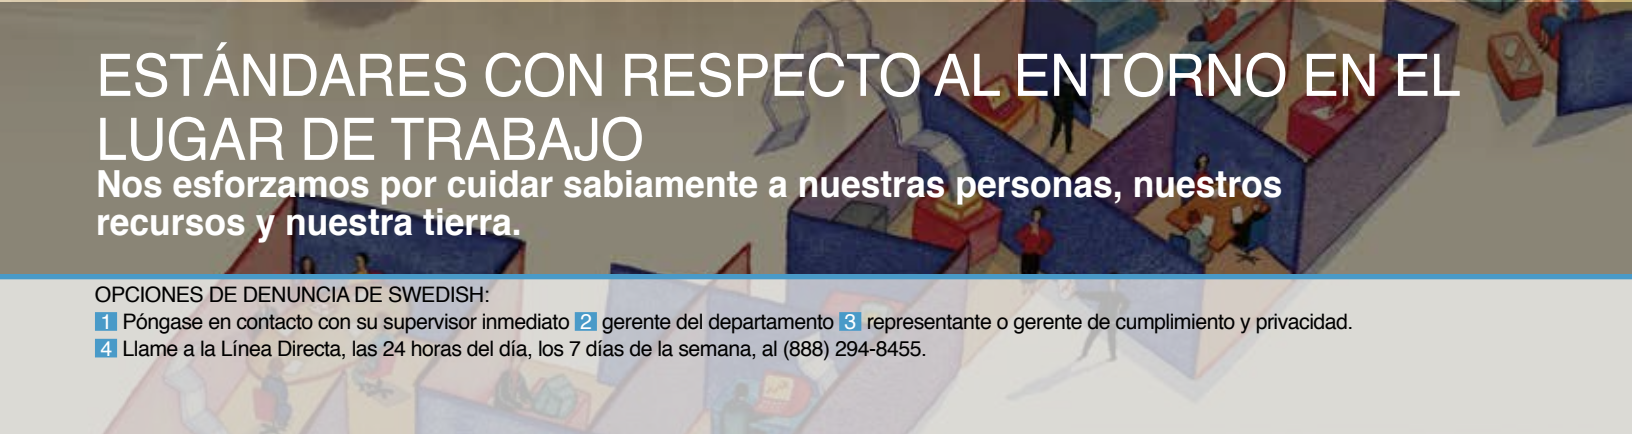 ESTÁNDARES CON RESPECTO AL ENTORNO EN EL
LUGAR DE TRABAJO
Nos esforzamos por cuidar sabiamente a nuestras personas, nuestros
recursos y nuestra tierra.
OPCIONES DE DENUNCIA DE SWEDISH:
1 Póngase en contacto con su supervisor inmediato 2 gerente del departamento 3 representante o gerente de cumplimiento y privacidad.
4 Llame a la Línea Directa, las 24 horas del día, los 7 días de la semana, al (888) 294-8455.